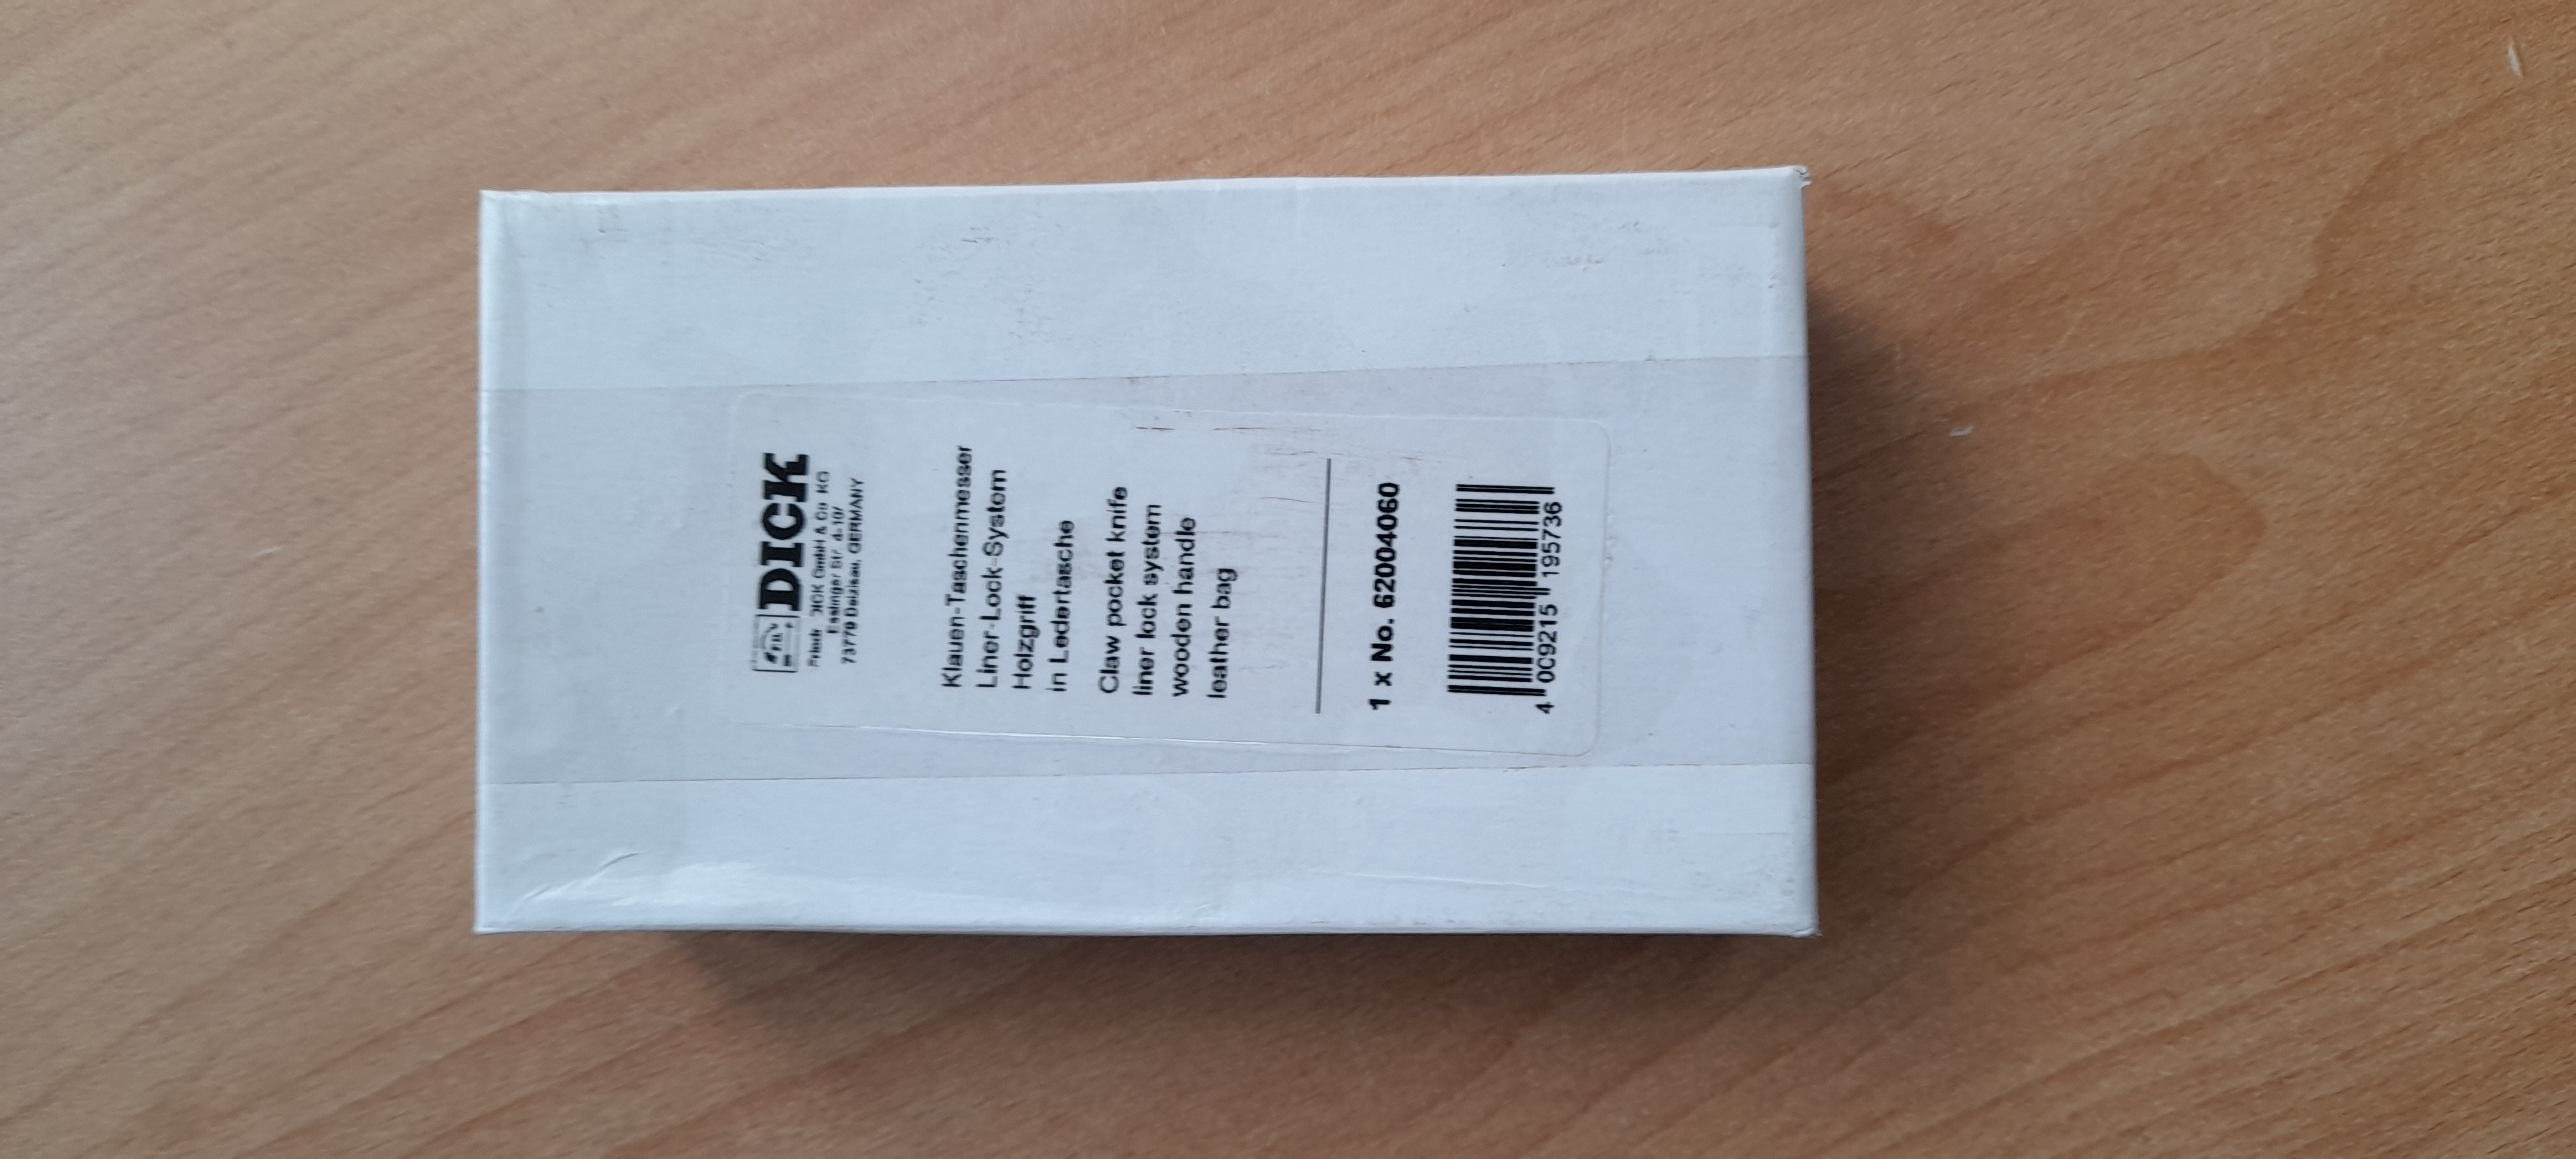 DICK
Friedr. DICK GmbH & Co. KG
Esslinger Str. 4-10/
73779 Deizisau, GERMANY
Klauen-Taschenmesser
Liner-Lock-System
Holzgriff
in Ledertasche
Claw pocket knife
liner lock system
wooden handle
leather bag
1 x No. 62004060
4 009215 195736